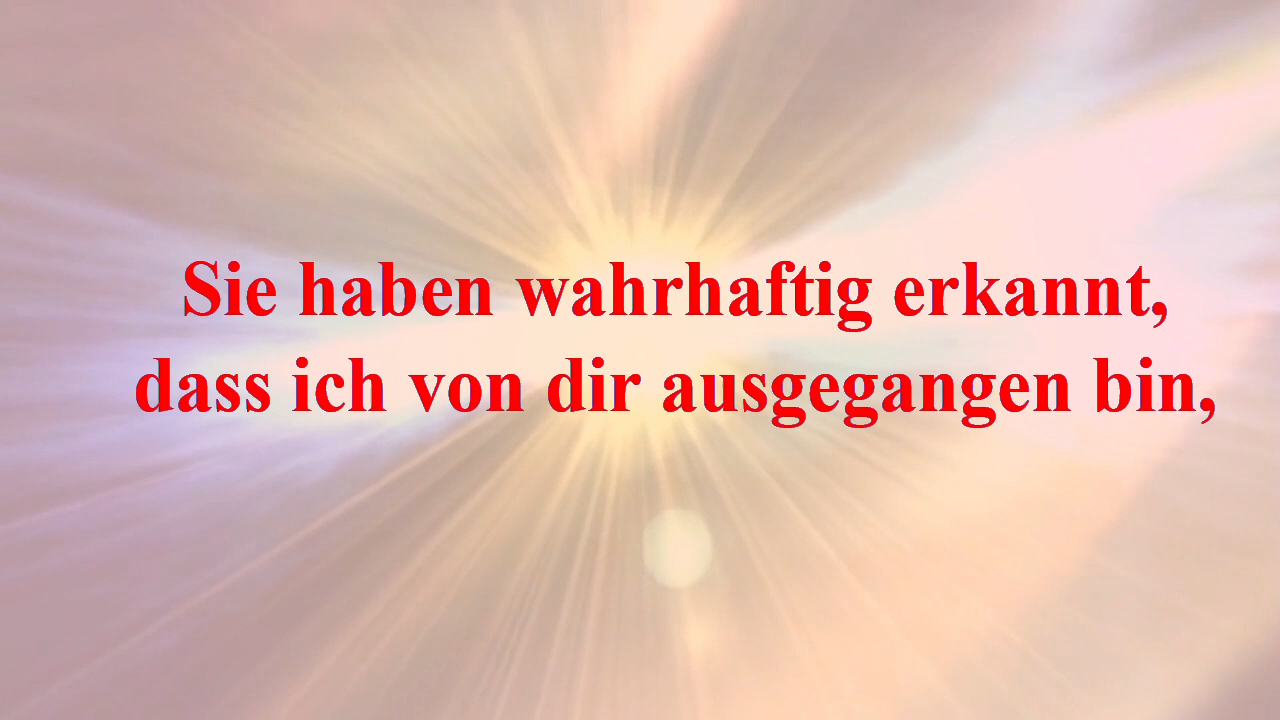 Sie haben wahrhaftig erkannt,
dass ich von dir ausgegangen bin,